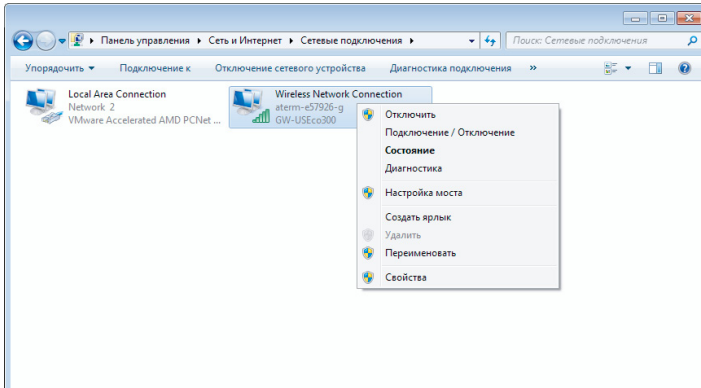 Панель управления ▸ Сеть и Интернет ▸ Сетевые подключения ▸
Поиск: Сетевые подключения
Упорядочить Подключение к Отключение сетевого устройства Диагностика подключения »
Local Area Connection
Network 2
VMware Accelerated AMD PCNet ...
Wireless Network Connection
aterm-e57926-g
GW-USEco300
Отключить
Подключение / Отключение
Состояние
Диагностика
Настройка моста
Создать ярлык
Удалить
Переименовать
Свойства